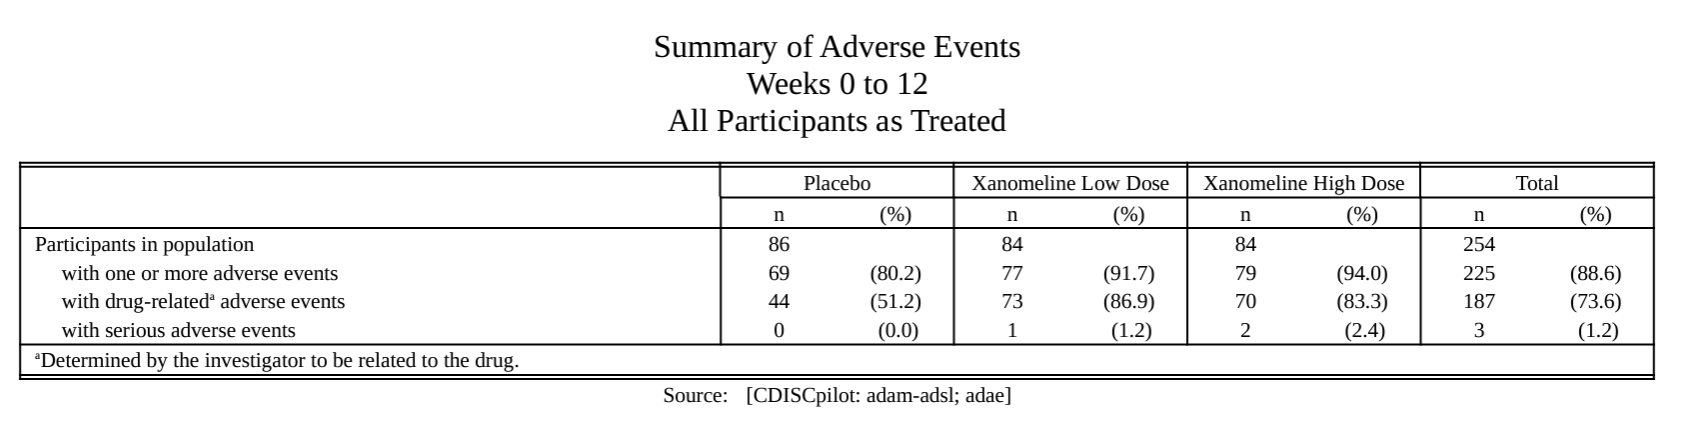 Summary of Adverse Events
Weeks 0 to 12
All Participants as Treated
Placebo Xanomeline Low Dose Xanomeline High Dose Total
n (%) n (%) n (%) n (%)
Participants in population 86 84 84 254
with one or more adverse events 69 (80.2) 77 (91.7) 79 (94.0) 225 (88.6)
with drug-relatedᵃ adverse events 44 (51.2) 73 (86.9) 70 (83.3) 187 (73.6)
with serious adverse events 0 (0.0) 1 (1.2) 2 (2.4) 3 (1.2)
ᵃDetermined by the investigator to be related to the drug.
Source: [CDISCpilot: adam-adsl; adae]